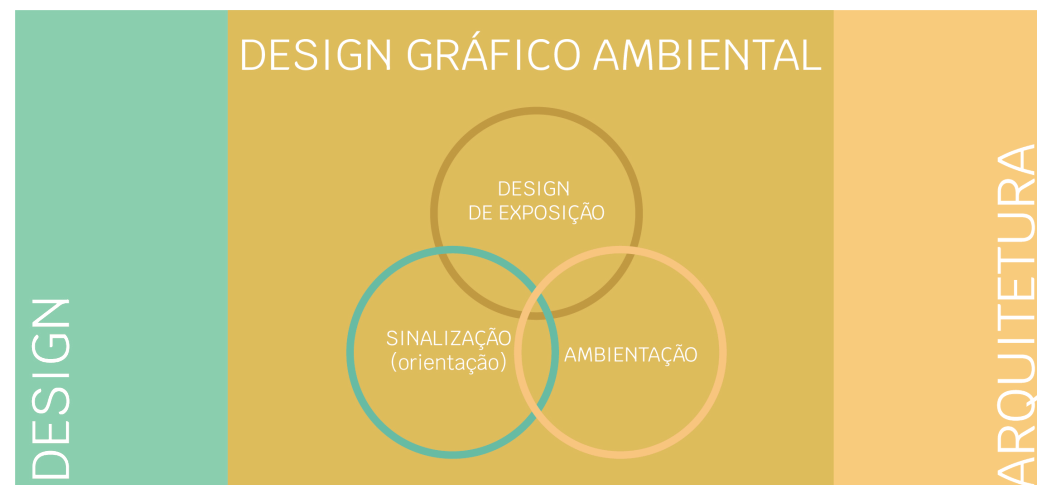 DESIGN GRÁFICO AMBIENTAL
DESIGN
DE EXPOSIÇÃO
SINALIZAÇÃO
(orientação)
AMBIENTAÇÃO
DESIGN
ARQUITETURA